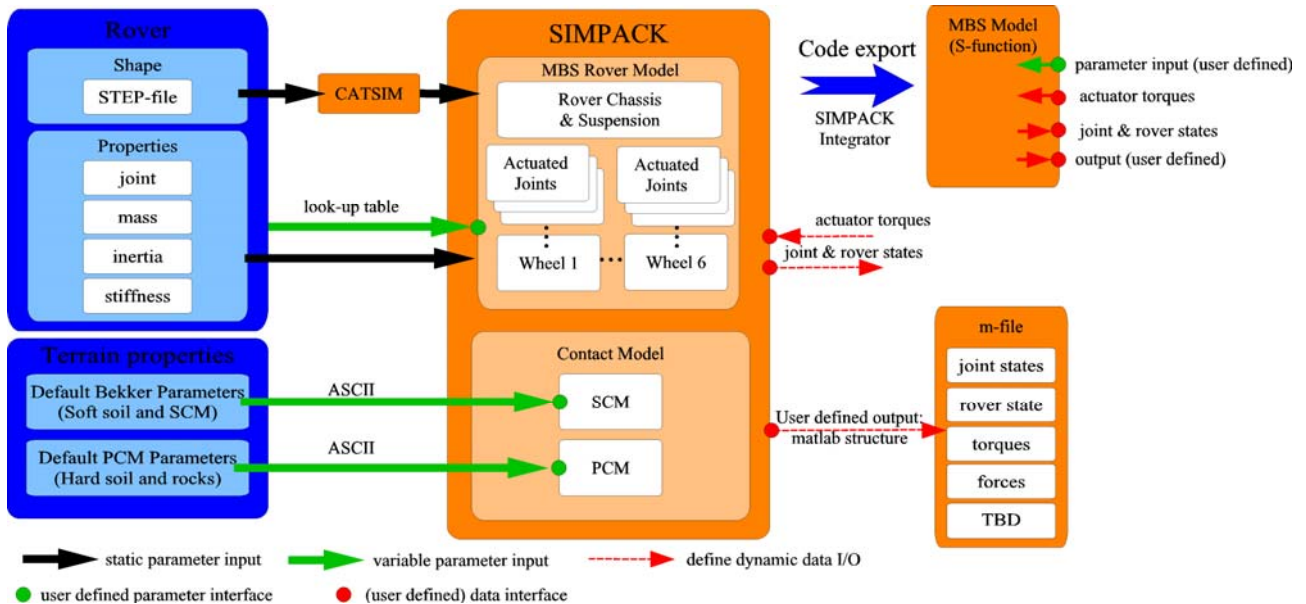 Rover
Shape
STEP-file
Properties
joint
mass
inertia
stiffness
CATSIM
look-up table
SIMPACK
MBS Rover Model
Rover Chassis
& Suspension
Actuated
Joints
Actuated
Joints
Wheel 1
Wheel 6
Code export
SIMPACK
Integrator
MBS Model
(S-function)
parameter input (user defined)
actuator torques
joint & rover states
output (user defined)
actuator torques
joint & rover states
Terrain properties
Default Bekker Parameters
(Soft soil and SCM)
Default PCM Parameters
(Hard soil and rocks)
ASCII
ASCII
Contact Model
SCM
PCM
User defined output;
matlab structure
m-file
joint states
rover state
torques
forces
TBD
static parameter input
variable parameter input
define dynamic data I/O
user defined parameter interface
(user defined) data interface